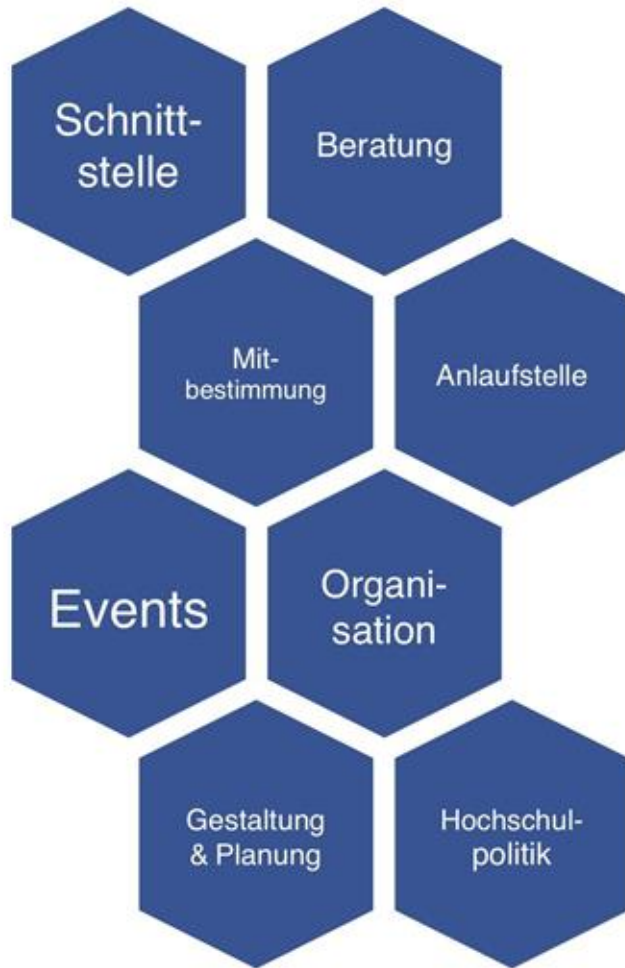 Schnitt-
stelle
Beratung
Mit-
bestimmung
Anlaufstelle
Events
Organi-
sation
Gestaltung
& Planung
Hochschul-
politik